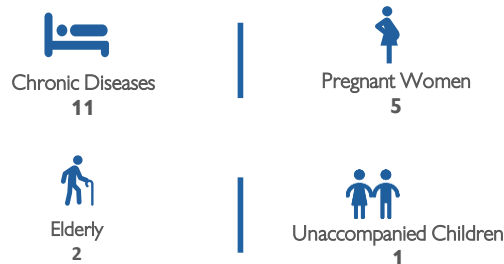 Chronic Diseases
11
Pregnant Women
5
Elderly
2
Unaccompanied Children
1